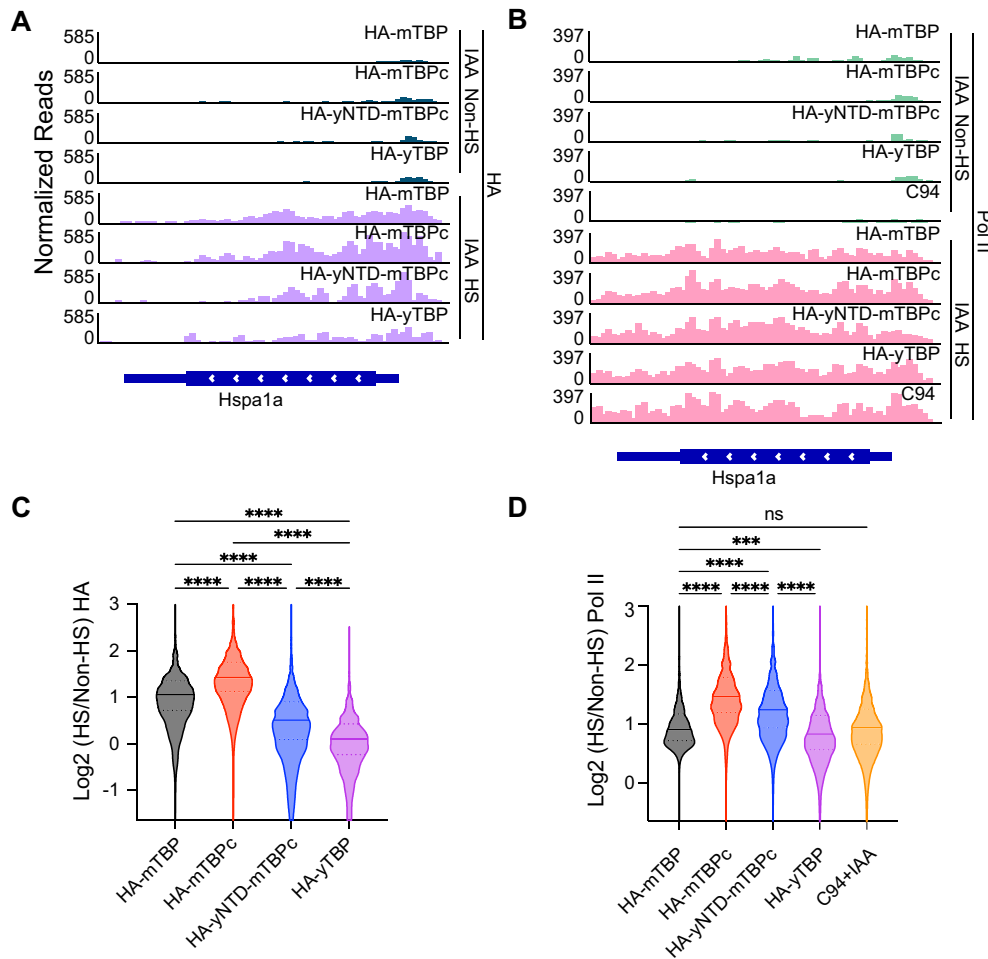 A
Normalized Reads
585
0
HA-mTBP
585
0
HA-mTBPc
585
0
HA-yNTD-mTBPc
585
0
HA-yTBP
585
0
HA-mTBP
585
0
HA-mTBPc
585
0
HA-yNTD-mTBPc
585
0
HA-yTBP
IAA Non-HS
IAA HS
HA
Hspa1a
B
397
0
HA-mTBP
397
0
HA-mTBPc
397
0
HA-yNTD-mTBPc
397
0
HA-yTBP
397
0
C94
397
0
HA-mTBP
397
0
HA-mTBPc
397
0
HA-yNTD-mTBPc
397
0
HA-yTBP
397
0
C94
IAA Non-HS
IAA HS
Pol II
Hspa1a
C
****
****
****
**** **** ****
Log2 (HS/Non-HS) HA
3
2
1
0
-1
HA-mTBP
HA-mTBPc
HA-yNTD-mTBPc
HA-yTBP
D
ns
***
****
**** **** ****
Log2 (HS/Non-HS) Pol II
3
2
1
0
HA-mTBP
HA-mTBPc
HA-yNTD-mTBPc
HA-yTBP
C94+IAA